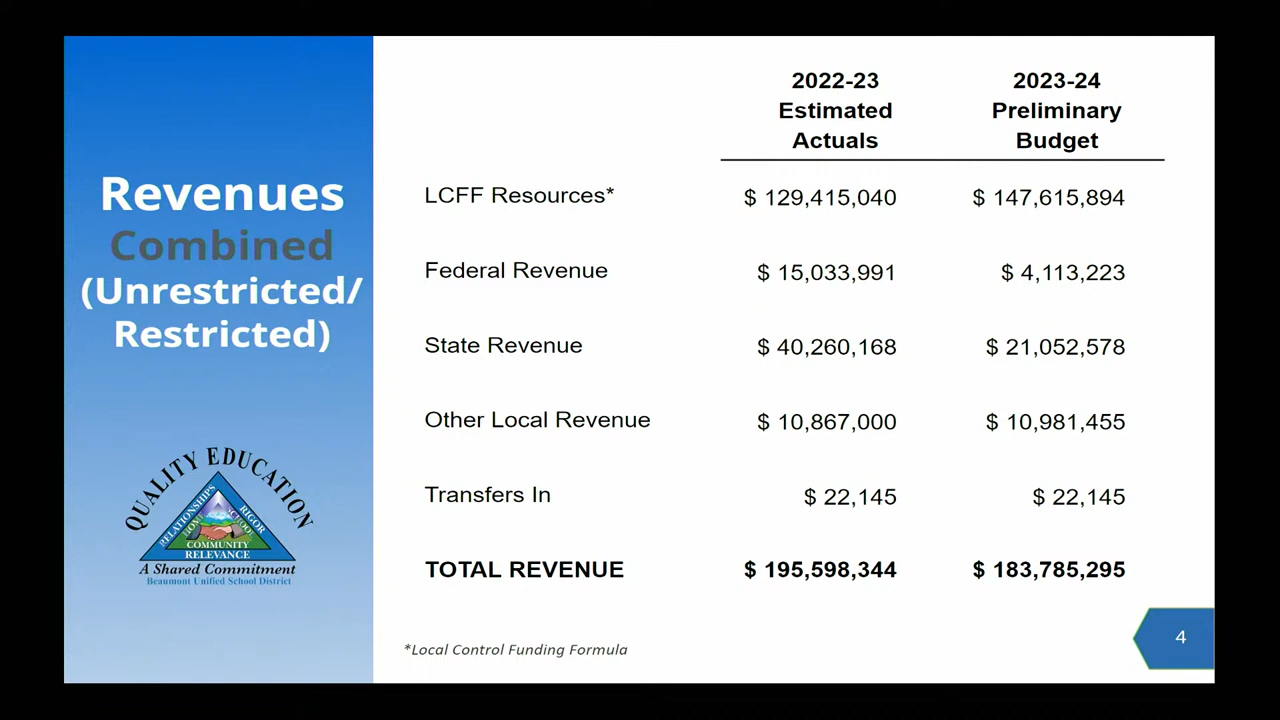 Revenues
Combined
(Unrestricted/
Restricted)
QUALITY EDUCATION
RELATIONSHIPS
RIGOR
HOME
SCHOOL
COMMUNITY
RELEVANCE
A Shared Commitment
Beaumont Unified School District
2022-23 2023-24
Estimated Preliminary
Actuals Budget
LCFF Resources* $ 129,415,040 $ 147,615,894
Federal Revenue $ 15,033,991 $ 4,113,223
State Revenue $ 40,260,168 $ 21,052,578
Other Local Revenue $ 10,867,000 $ 10,981,455
Transfers In $ 22,145 $ 22,145
TOTAL REVENUE $ 195,598,344 $ 183,785,295
*Local Control Funding Formula
4